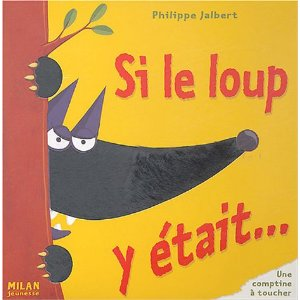 Philippe Jalbert
Si le loup
y était...
Une
comptine
à toucher
MILAN
jeunesse